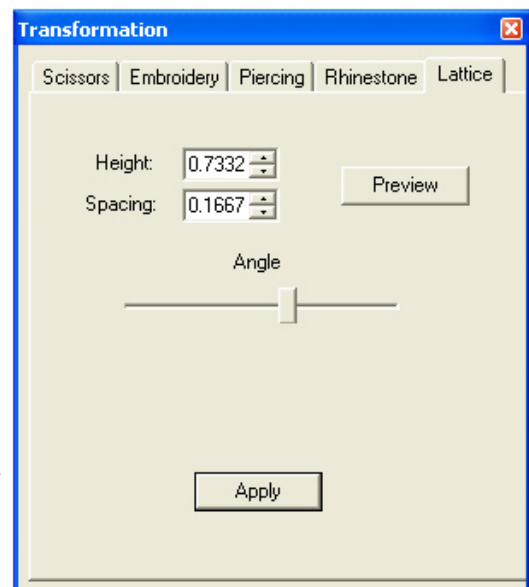 Transformation
Scissors Embroidery Piercing Rhinestone Lattice
Height: 0.7332
Preview
Spacing: 0.1667
Angle
Apply